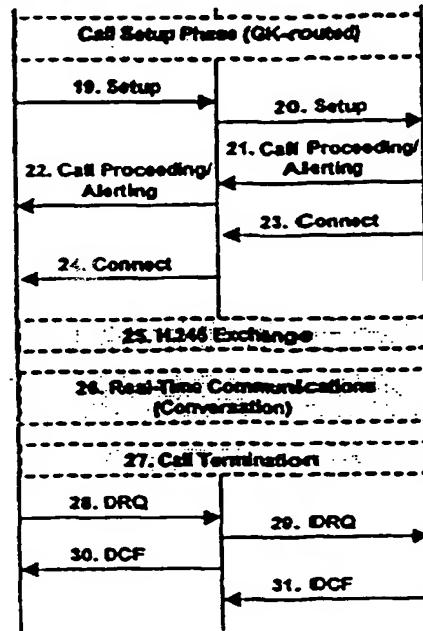 Call Setup Phase (GK-routed)
19. Setup
20. Setup
21. Call Proceeding/
Alerting
22. Call Proceeding/
Alerting
23. Connect
24. Connect
25. H.245 Exchange
26. Real-Time Communications
(Conversation)
27. Call Termination
28. DRQ
29. DRQ
30. DCF
31. DCF